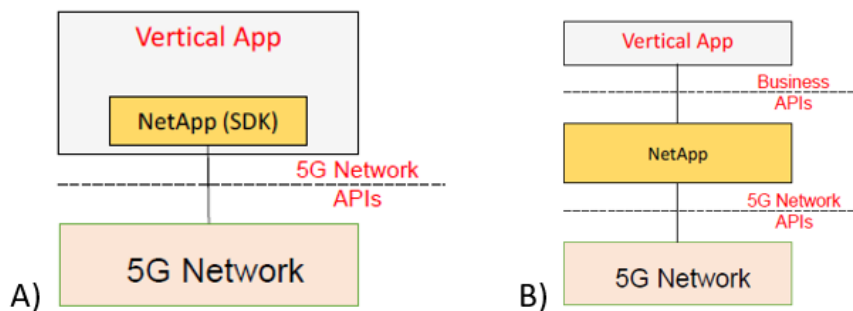 Vertical App
NetApp (SDK)
5G Network
APIs
5G Network
A)
Vertical App
Business
APIs
NetApp
5G Network
APIs
5G Network
B)